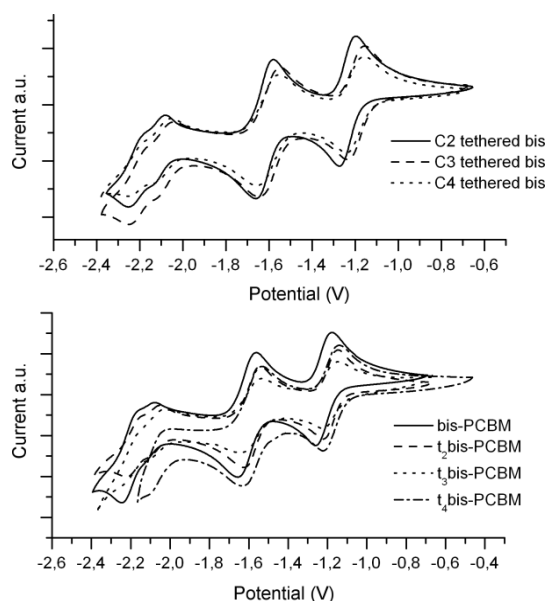 Current a.u.
C2 tethered bis
C3 tethered bis
C4 tethered bis
-2,6 -2,4 -2,2 -2,0 -1,8 -1,6 -1,4 -1,2 -1,0 -0,8 -0,6
Potential (V)
Current a.u.
bis-PCBM
t₂bis-PCBM
t₃bis-PCBM
t₄bis-PCBM
-2,6 -2,4 -2,2 -2,0 -1,8 -1,6 -1,4 -1,2 -1,0 -0,8 -0,6 -0,4
Potential (V)